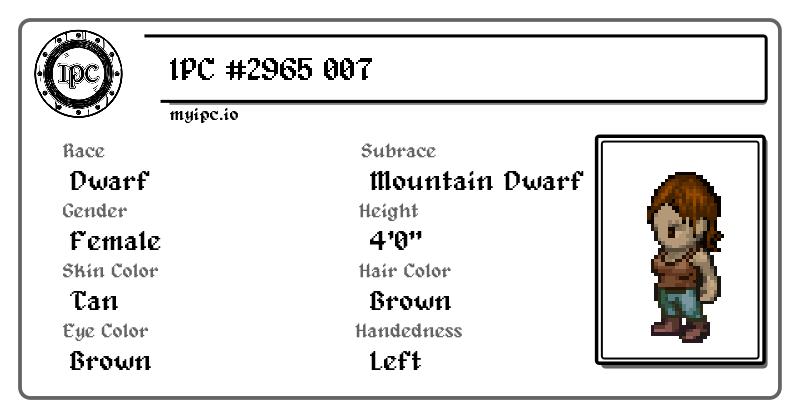 IPC
IPC #2965 007
myipc.io
Race
Dwarf
Subrace
Mountain Dwarf
Gender
Female
Height
4'0"
Skin Color
Tan
Hair Color
Brown
Eye Color
Brown
Handedness
Left